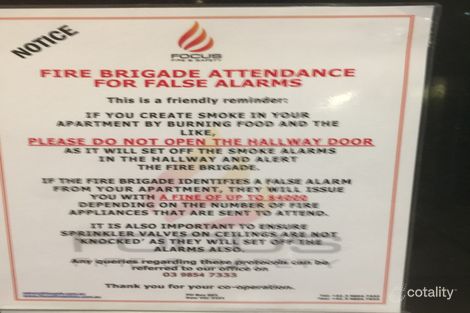 NOTICE
FOCUS
FIRE & SAFETY
FIRE BRIGADE ATTENDANCE
FOR FALSE ALARMS
This is a friendly reminder:
IF YOU CREATE SMOKE IN YOUR
APARTMENT BY BURNING FOOD AND THE
LIKE,
PLEASE DO NOT OPEN THE HALLWAY DOOR
AS IT WILL SET OFF THE SMOKE ALARMS
IN THE HALLWAY AND ALERT
THE FIRE BRIGADE.
IF THE FIRE BRIGADE IDENTIFIES A FALSE ALARM
FROM YOUR APARTMENT, THEY WILL ISSUE
YOU WITH A FINE OF UP TO
DEPENDING ON THE NUMBER OF FIRE
APPLIANCES THAT ARE SENT TO ATTEND.
IT IS ALSO IMPORTANT TO ENSURE
SPRINKLER VALVES ON CEILINGS ARE NOT
'KNOCKED' AS THEY WILL SET OFF THE
ALARMS ALSO.
Any queries regarding these protocols can be
referred to our office on
03 9854 7333
Thank you for your co-operation.
PO Box
cotality